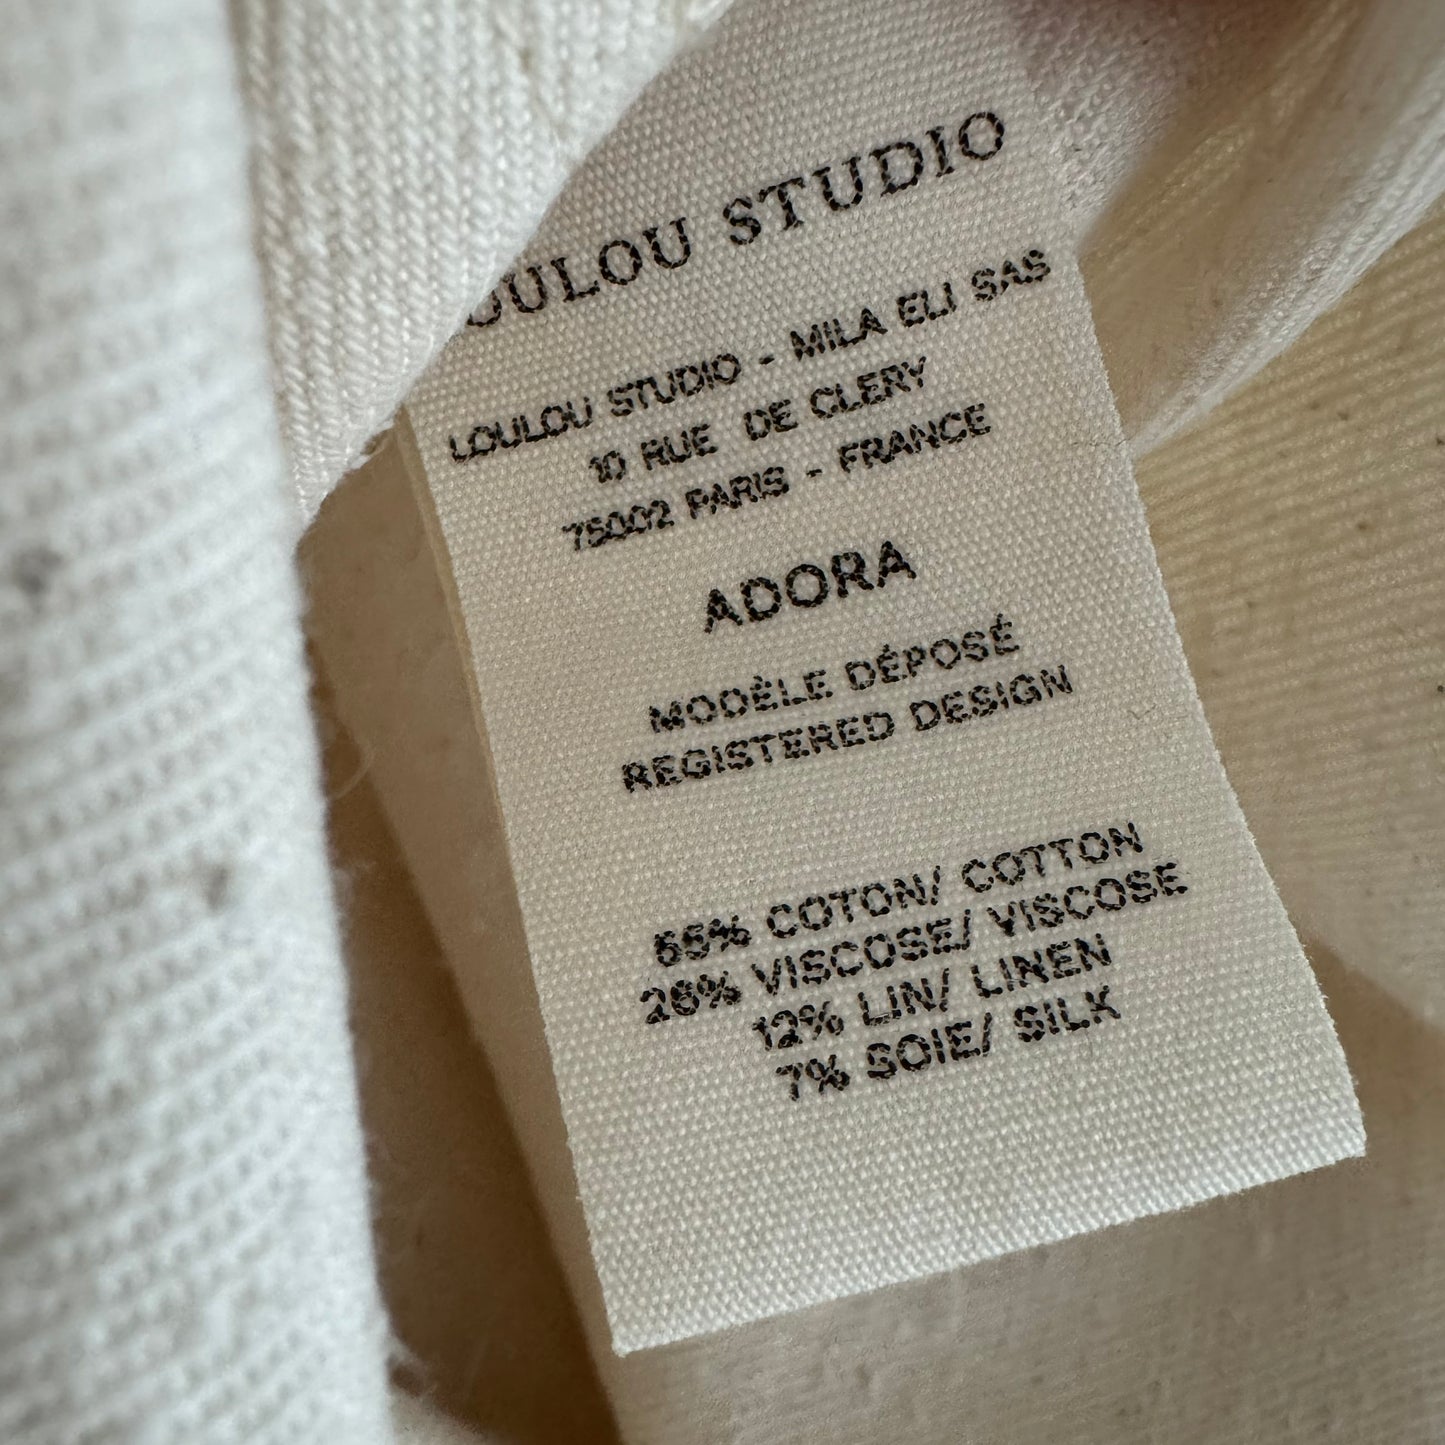 LOULOU STUDIO
LOULOU STUDIO - MILA ELI SAS
10 RUE DE CLERY
75002 PARIS - FRANCE
ADORA
MODÈLE DÉPOSÉ
REGISTERED DESIGN
55% COTON/ COTTON
26% VISCOSE/ VISCOSE
12% LIN/ LINEN
7% SOIE/ SILK